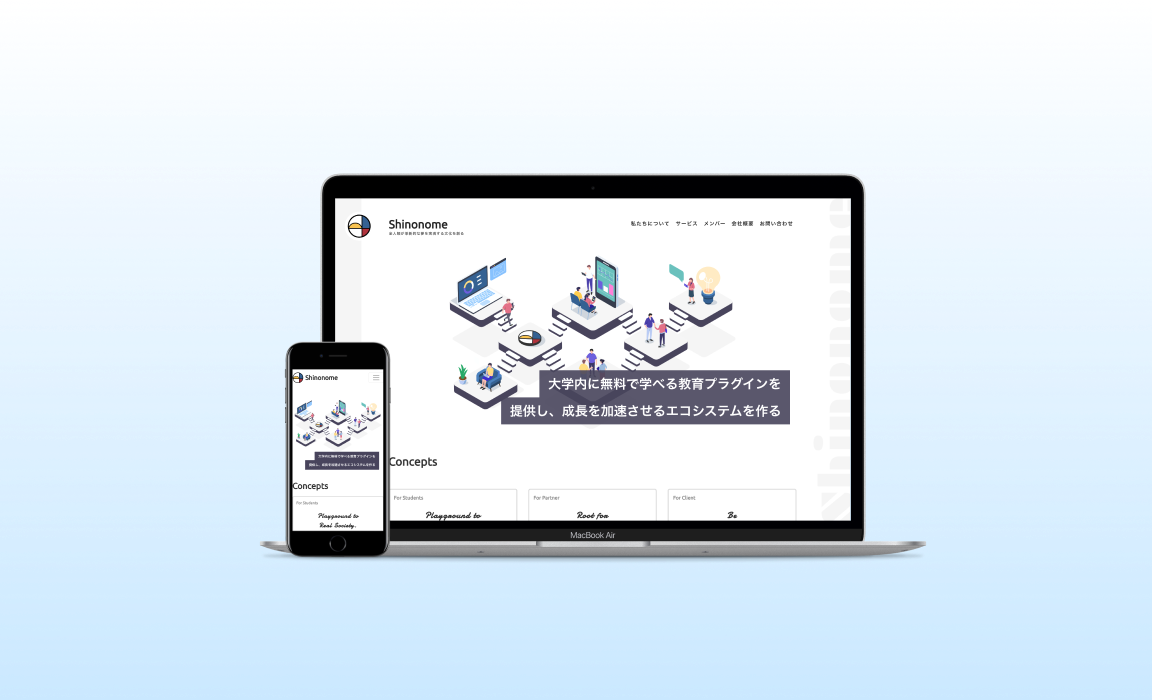 Shinonome
私たちについて サービス メンバー 会社概要 お問い合わせ
大学内に無料で学べる教育プラグインを
提供し、成長を加速させるエコシステムを作る
Concepts
For Students
Playground to
For Partner
Root for
For Client
Be
Shinonome
MacBook Air
Shinonome
大学内に無料で学べる教育プラグインを
提供し、成長を加速させるエコシステムを作る
Concepts
For Students
Playground to
Real Society.